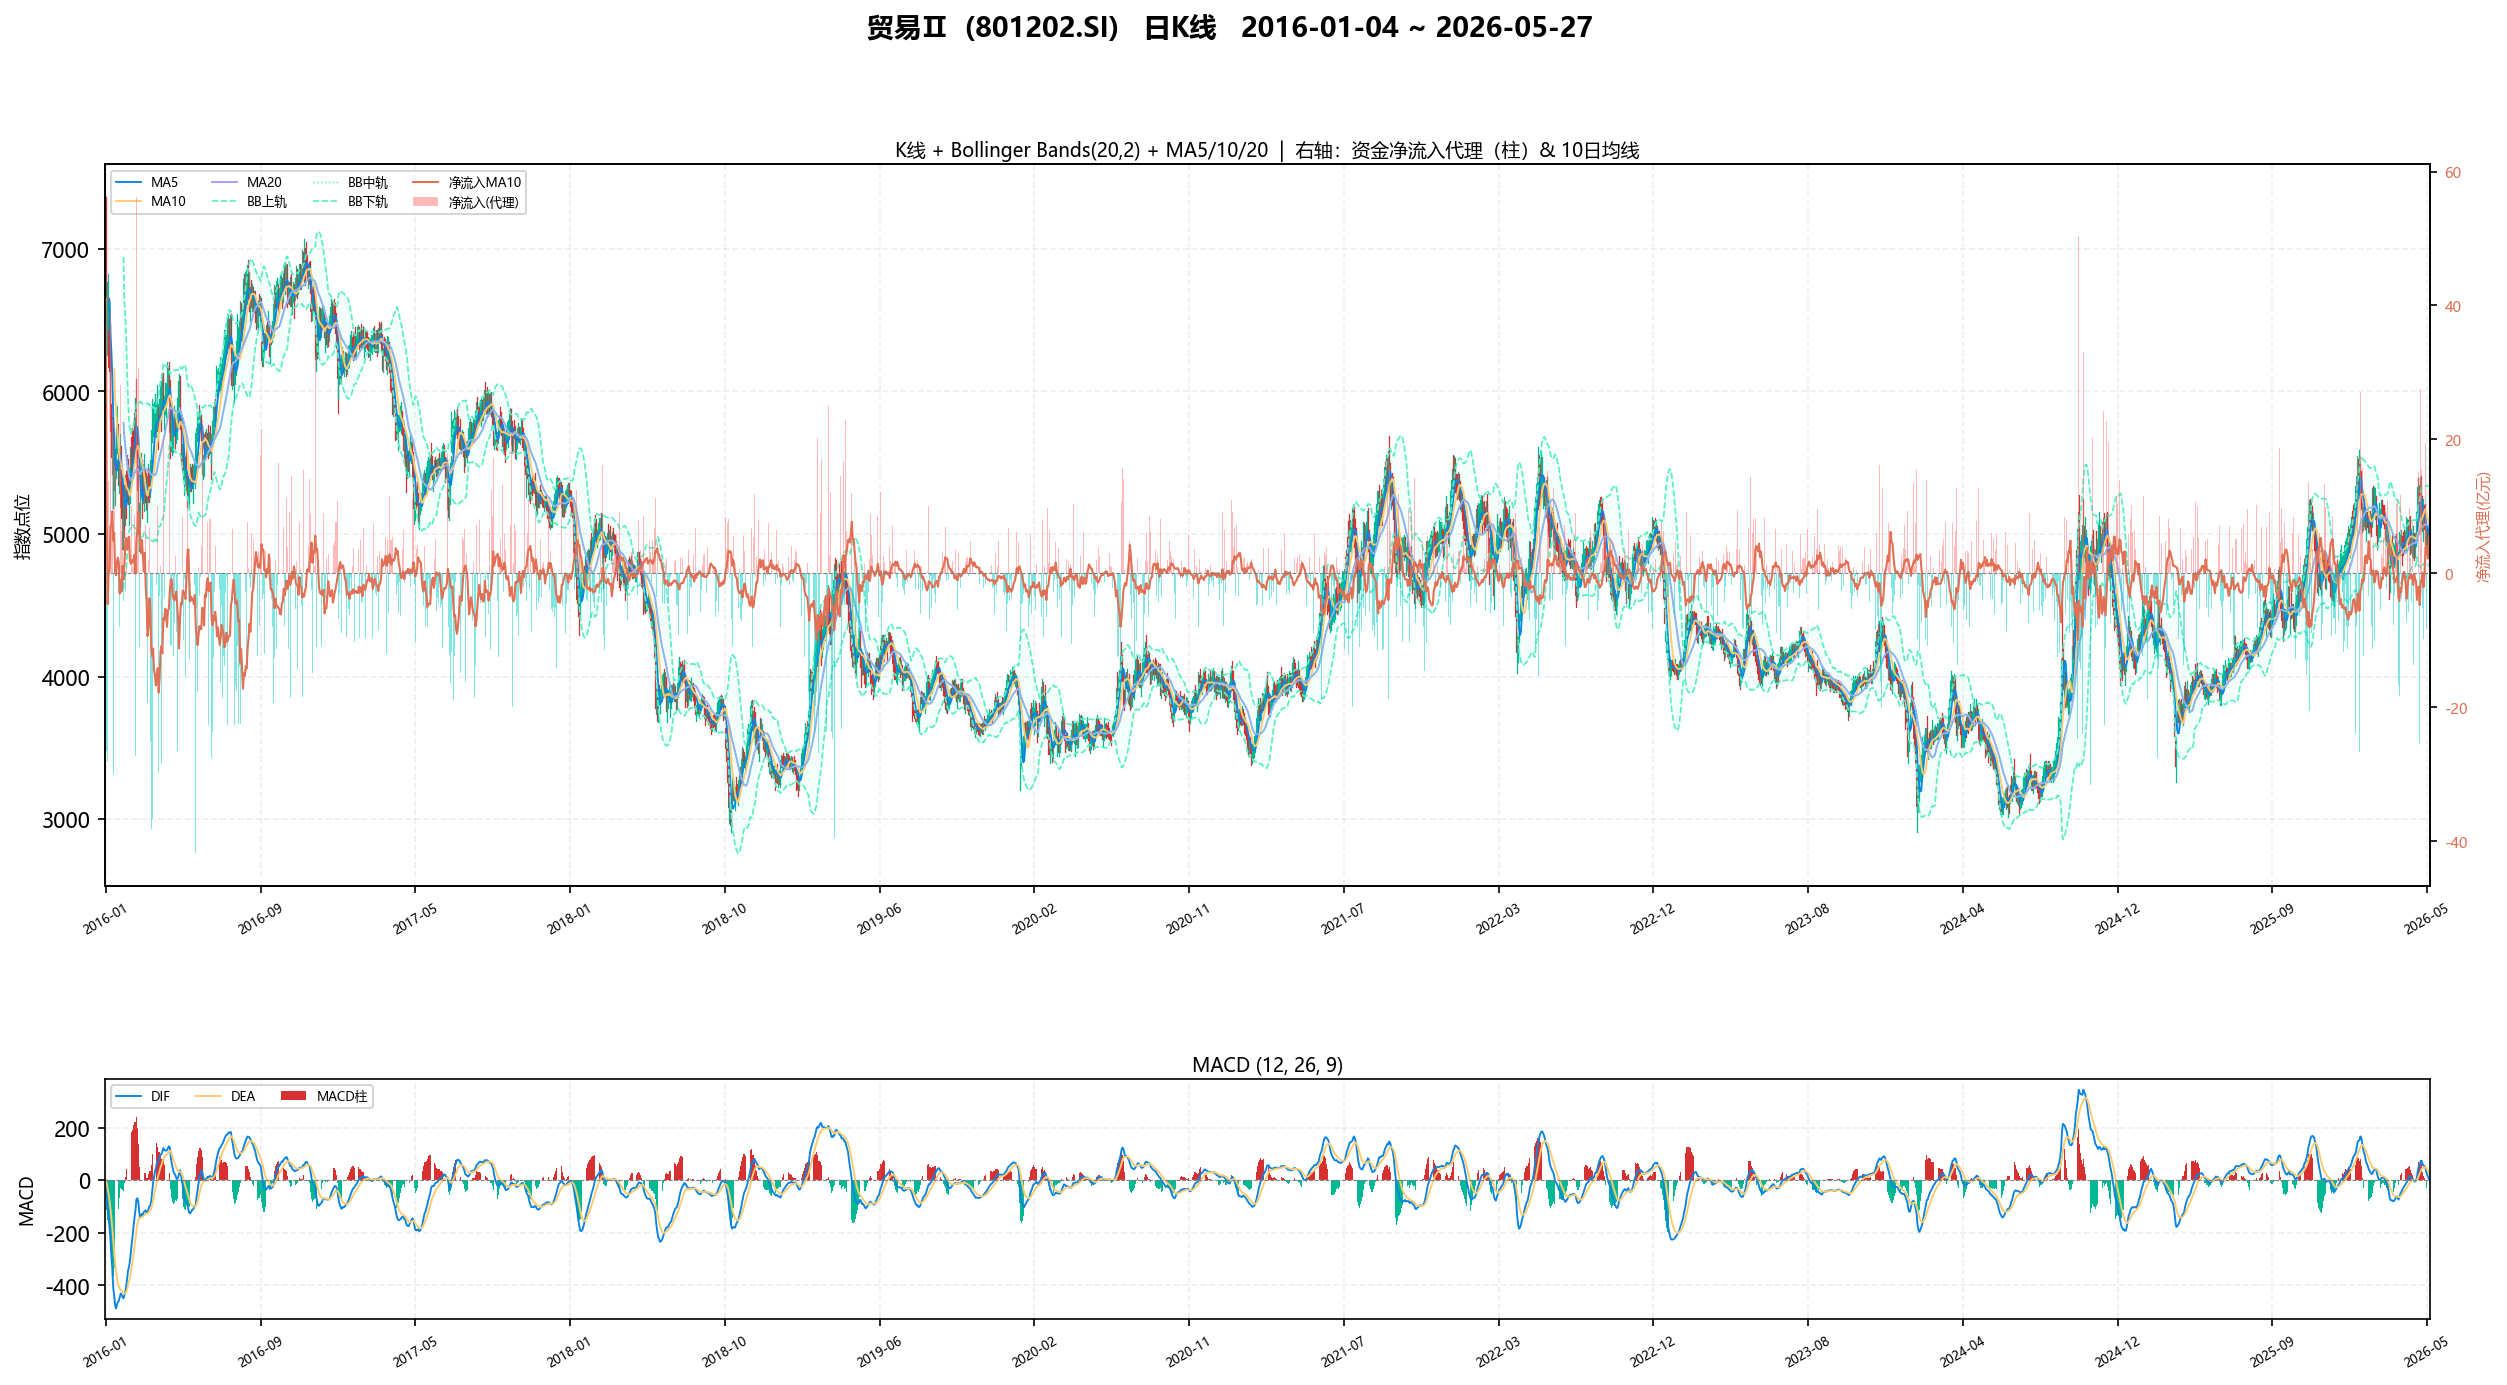 贸易Ⅱ (801202.SI) 日K线 2016-01-04 ~ 2026-05-27
K线 + Bollinger Bands(20,2) + MA5/10/20 | 右轴：资金净流入代理（柱）& 10日均线
MA5 MA20 BB中轨 净流入MA10
MA10 BB上轨 BB下轨 净流入(代理)
指数点位
7000
6000
5000
4000
3000
60
40
20
0
-20
-40
净流入代理(亿元)
2016-01 2016-09 2017-05 2018-01 2018-10 2019-06 2020-02 2020-11 2021-07 2022-03 2022-12 2023-08 2024-04 2024-12 2025-09 2026-05
MACD (12, 26, 9)
DIF DEA MACD柱
MACD
200
0
-200
-400
2016-01 2016-09 2017-05 2018-01 2018-10 2019-06 2020-02 2020-11 2021-07 2022-03 2022-12 2023-08 2024-04 2024-12 2025-09 2026-05